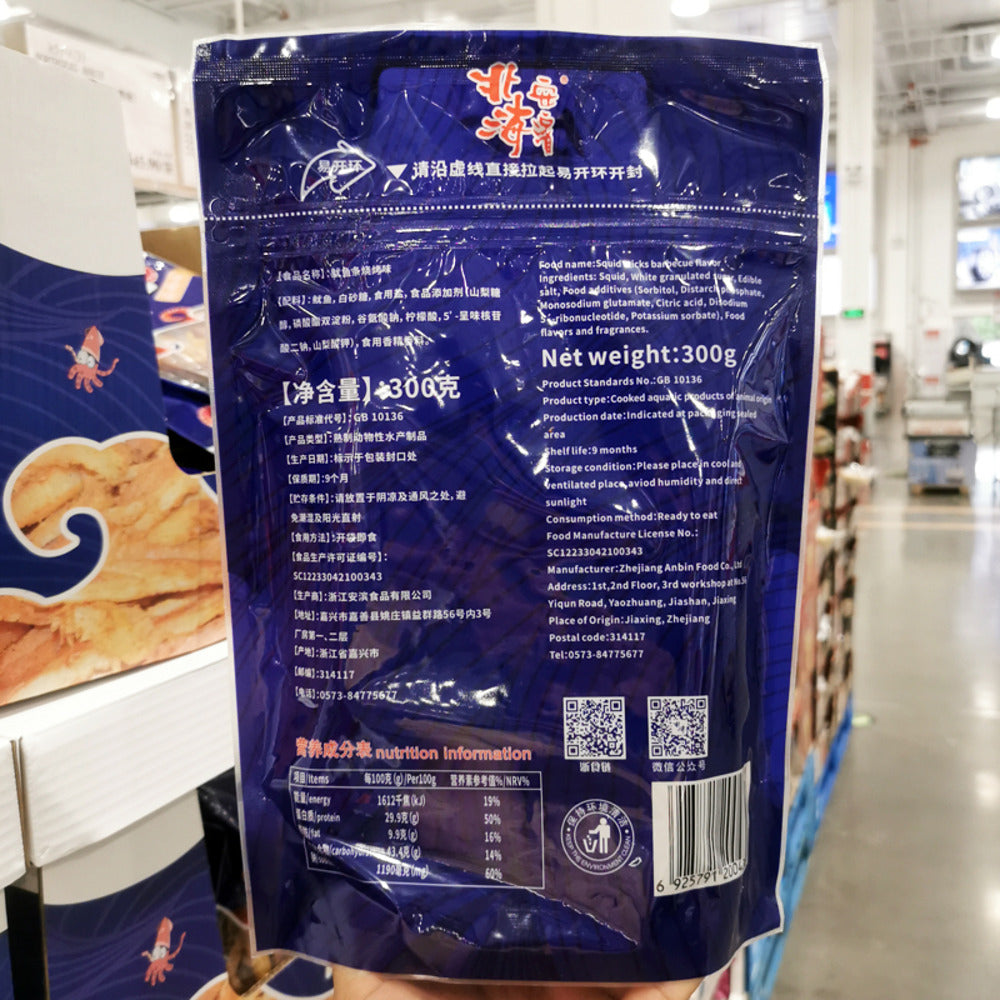 北海
易开环
▼请沿虚线直接拉起易开环开封
【食品名称】:鱿鱼条烧烤味
【配料】:鱿鱼,白砂糖,食用盐,食品添加剂(山梨糖
醇,磷酸酯双淀粉,谷氨酸钠,柠檬酸,5'-呈味核苷
酸二钠,山梨酸钾),食用香精香料。
【净含量】:300克
【产品标准代号】:GB 10136
【产品类型】:熟制动物性水产制品
【生产日期】:标示于包装封口处
【保质期】:9个月
【贮存条件】:请放置于阴凉及通风之处,避
免潮湿及阳光直射
【食用方法】:开袋即食
【食品生产许可证编号】:
SC12233042100343
【生产商】:浙江安滨食品有限公司
【地址】:嘉兴市嘉善县姚庄镇益群路56号内3号
厂房第一、二层
【产地】:浙江省嘉兴市
【邮编】:314117
【电话】:0573-84775677
Food name:Squid sticks barbecue flavor
Ingredients: Squid, White granulated sugar, Edible
salt, Food additives (Sorbitol, Distarch phosphate,
Monosodium glutamate, Citric acid, Disodium
5'-ribonucleotide, Potassium sorbate), Food
flavors and fragrances.
Net weight:300g
Product Standards No.:GB 10136
Product type:Cooked aquatic products of animal origin
Production date:Indicated at packaging sealed
area
Shelf life:9 months
Storage condition:Please place in cool and
ventilated place, aviod humidity and direct
sunlight
Consumption method:Ready to eat
Food Manufacture License No.:
SC12233042100343
Manufacturer:Zhejiang Anbin Food Co., Ltd
Address:1st,2nd Floor, 3rd workshop at No.56
Yiqun Road, Yaozhuang, Jiashan, Jiaxing
Place of Origin:Jiaxing, Zhejiang
Postal code:314117
Tel:0573-84775677
微信公众号
营养成分表 nutrition information
项目/Items 每100克(g)/Per100g 营养素参考值%/NRV%
能量/energy 1612千焦(kJ) 19%
蛋白质/protein 29.9克(g) 50%
/fat 9.9克(g) 16%
/carbohydrate 43.4克(g) 14%
1190毫克(mg) 60%
保持环境清洁
KEEP THE ENVIRONMENT CLEAN
6 925791 2004